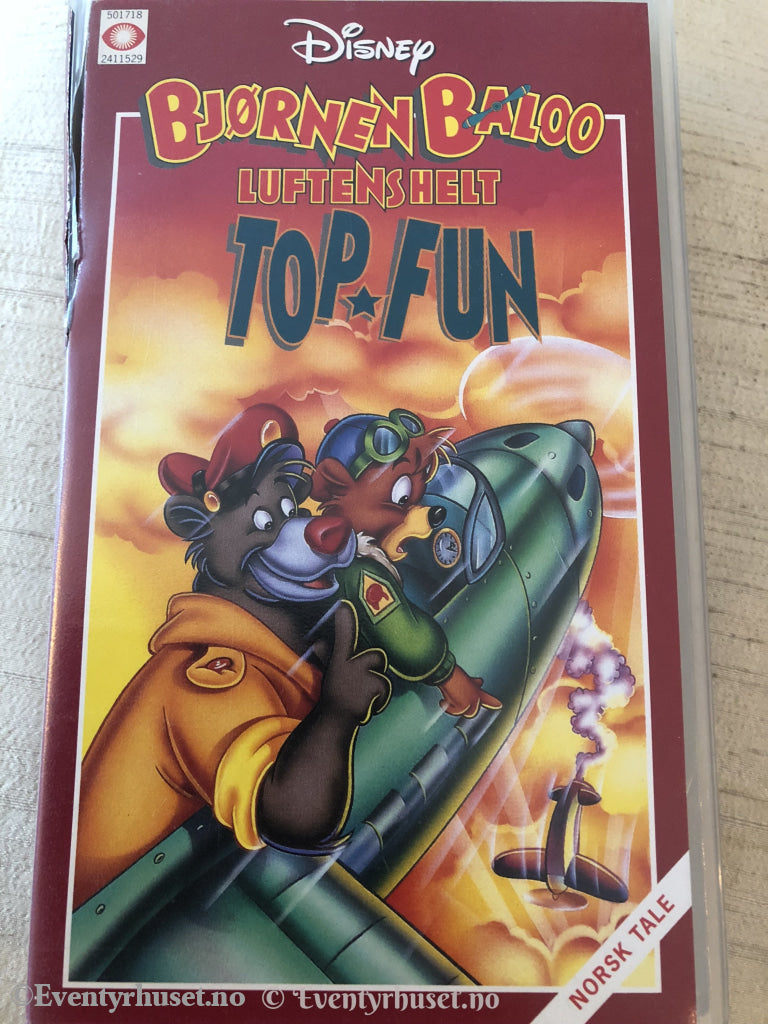 501718
2411529
DISNEY
BJØRNEN BALOO
LUFTENS HELT
TOP★FUN
NORSK TALE
©Eventyrhuset.no © Eventyrhuset.no